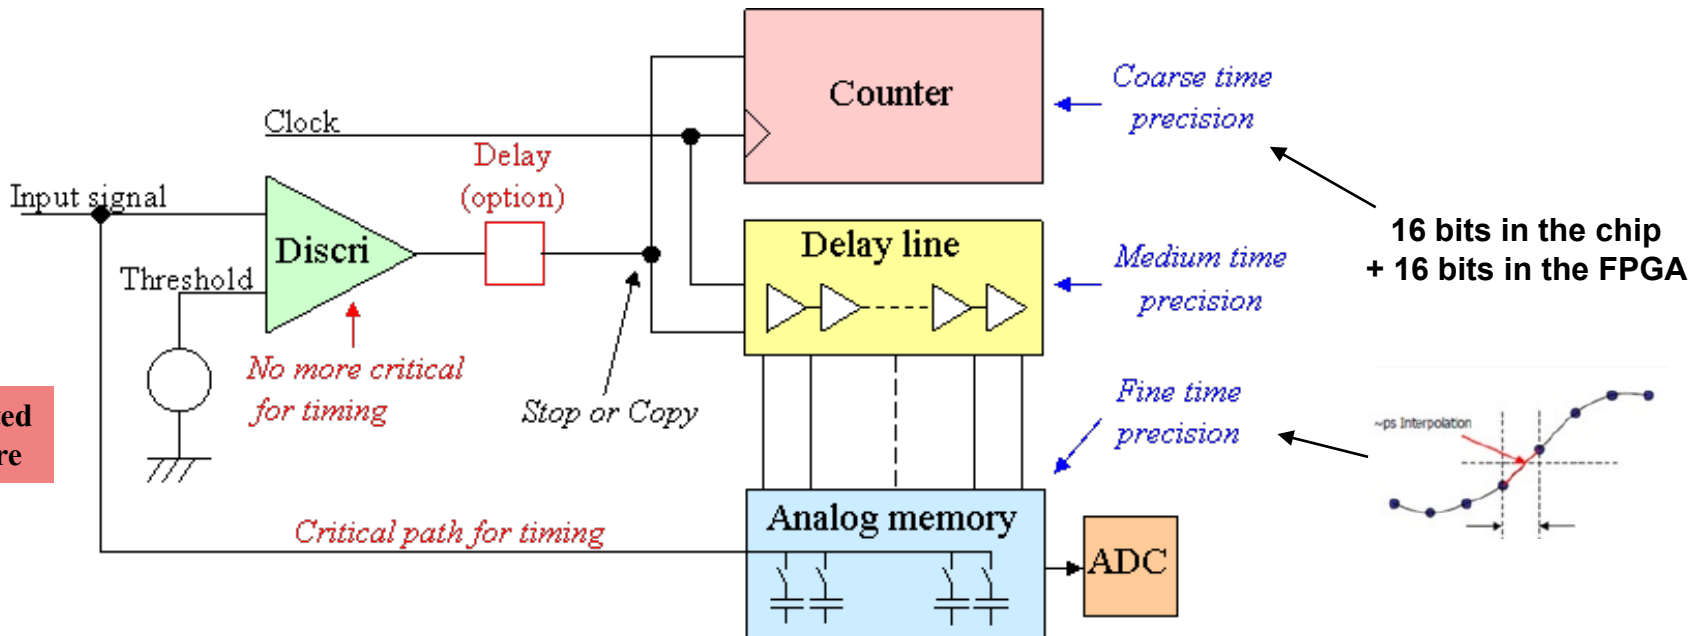 Counter
Coarse time
precision
Clock
Delay
(option)
Input signal
Discri
Threshold
Delay line
Medium time
precision
16 bits in the chip
+ 16 bits in the FPGA
No more critical
for timing
Stop or Copy
Fine time
precision
~ps Interpolation
Critical path for timing
Analog memory
ADC